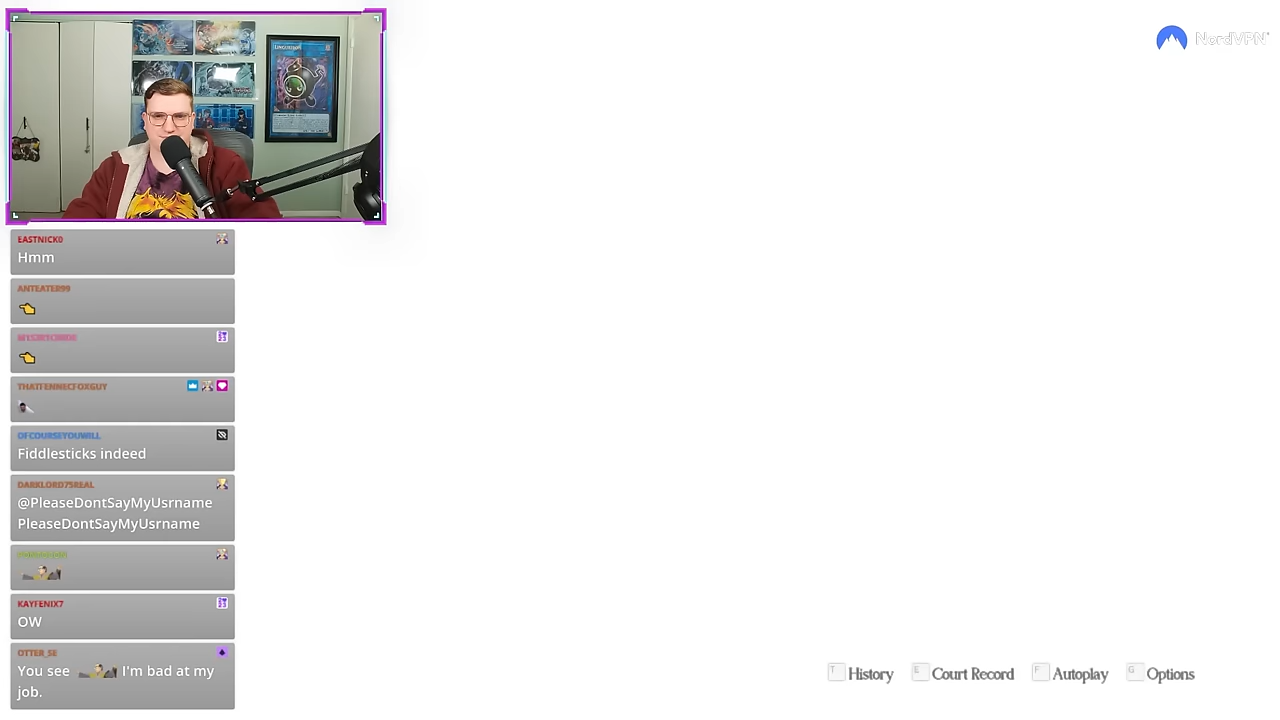 NordVPN
EASTNICK0
Hmm
ANTEATER99
THATFENNECFOXGUY
OFCOURSEYOUWILL
Fiddlesticks indeed
DARKLORD75REAL
@PleaseDontSayMyUsrname
PleaseDontSayMyUsrname
KAYFENIX7
OW
OTTER_SE
You see I'm bad at my
job.
T History E Court Record F Autoplay G Options